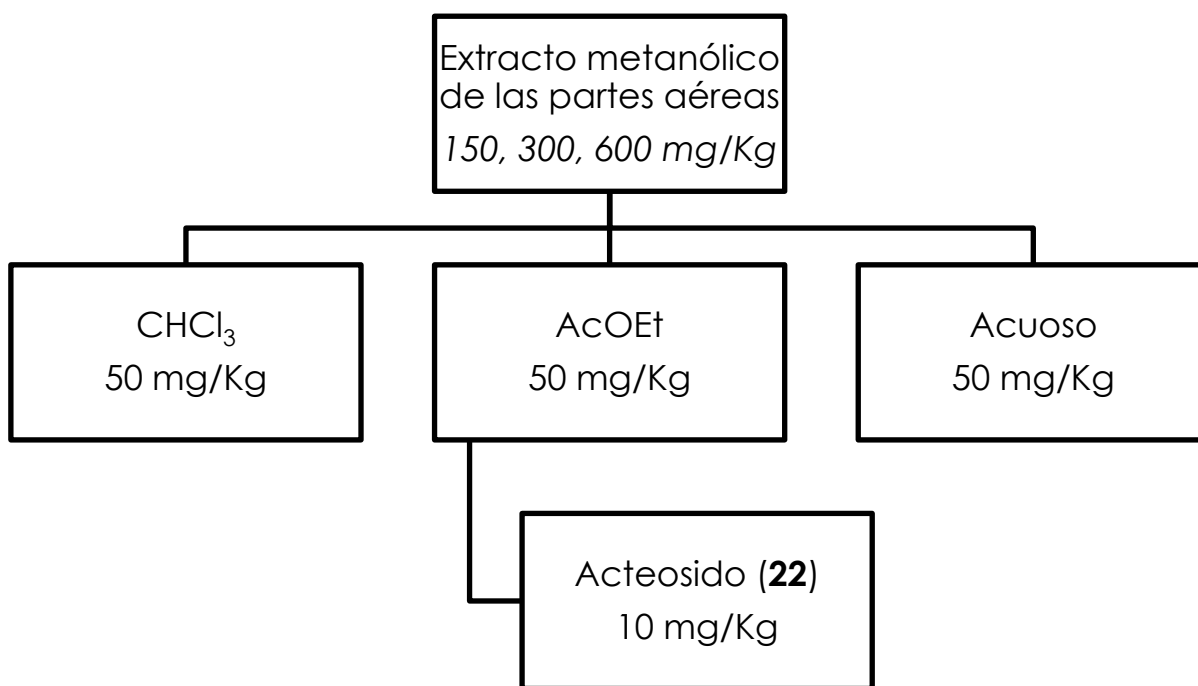 Extracto metanólico
de las partes aéreas
150, 300, 600 mg/Kg
CHCl₃
50 mg/Kg
AcOEt
50 mg/Kg
Acuoso
50 mg/Kg
Acteosido (22)
10 mg/Kg